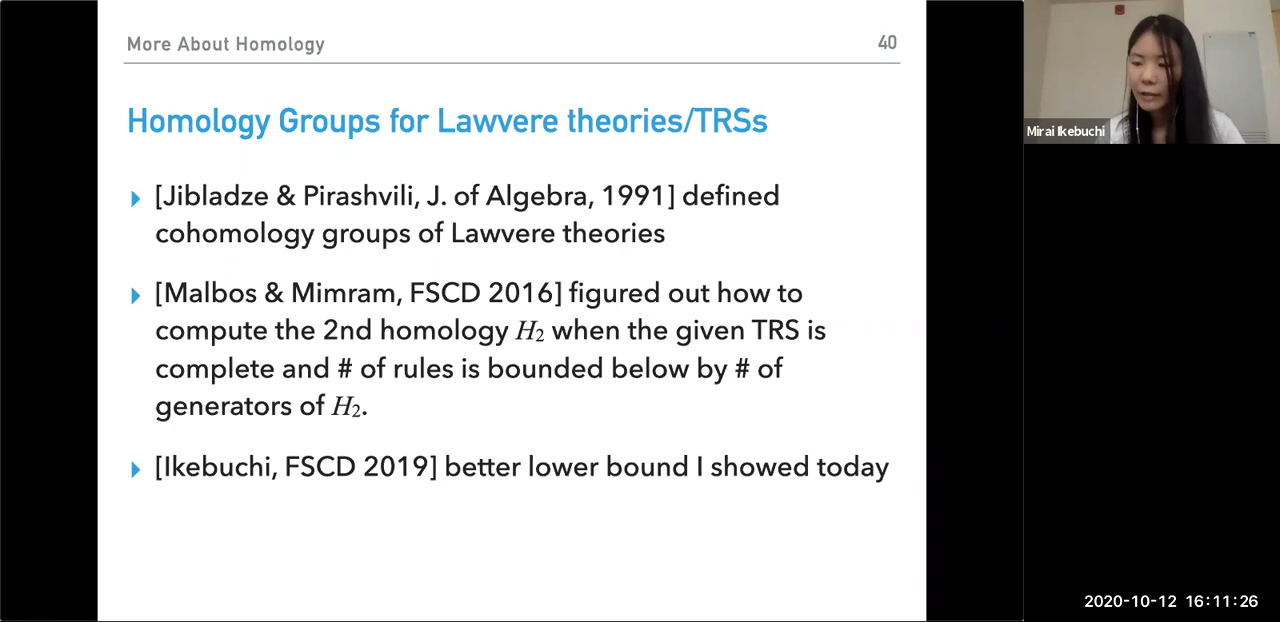 More About Homology 40
Homology Groups for Lawvere theories/TRSs
[Jibladze & Pirashvili, J. of Algebra, 1991] defined
cohomology groups of Lawvere theories
[Malbos & Mimram, FSCD 2016] figured out how to
compute the 2nd homology H₂ when the given TRS is
complete and # of rules is bounded below by # of
generators of H₂.
[Ikebuchi, FSCD 2019] better lower bound I showed today
Mirai Ikebuchi
2020-10-12 16:11:26